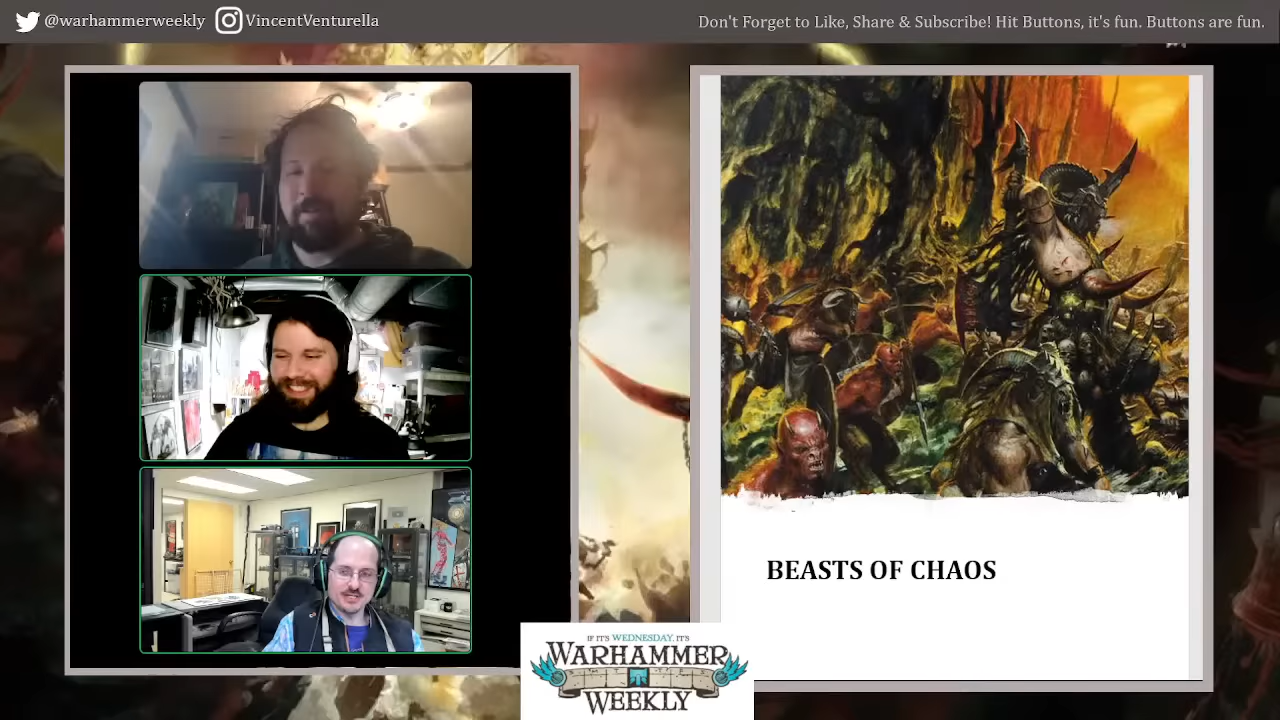 @warhammerweekly VincentVenturella
Don't Forget to Like, Share & Subscribe! Hit Buttons, it's fun. Buttons are fun.
BEASTS OF CHAOS
IF IT'S WEDNESDAY, IT'S
WARHAMMER
WEEKLY